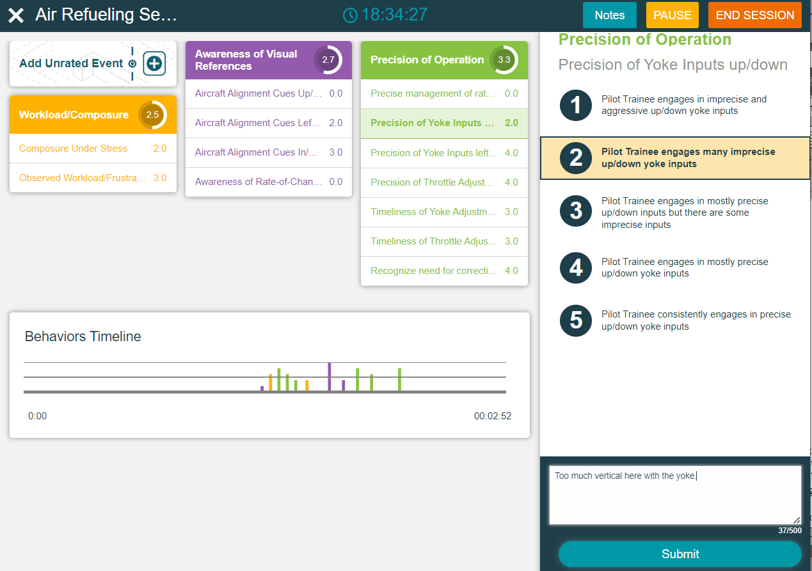 Air Refueling Se...
18:34:27
Notes
PAUSE
END SESSION
Add Unrated Event
Workload/Composure 2.5
Composure Under Stress 2.0
Observed Workload/Frustra... 3.0
Awareness of Visual
References
2.7
Aircraft Alignment Cues Up/... 0.0
Aircraft Alignment Cues Lef... 2.0
Aircraft Alignment Cues In/... 3.0
Awareness of Rate-of-Chan... 0.0
Precision of Operation 3.3
Precise management of rat... 0.0
Precision of Yoke Inputs ... 2.0
Precision of Yoke Inputs left... 4.0
Precision of Throttle Adjust... 4.0
Timeliness of Yoke Adjustm... 3.0
Timeliness of Throttle Adjus... 3.0
Recognize need for correcti... 4.0
Behaviors Timeline
0:00
00:02:52
Precision of Operation
Precision of Yoke Inputs up/down
1
Pilot Trainee engages in imprecise and
aggressive up/down yoke inputs
2
Pilot Trainee engages many imprecise
up/down yoke inputs
3
Pilot Trainee engages in mostly precise
up/down inputs but there are some
imprecise inputs
4
Pilot Trainee engages in mostly precise
up/down yoke inputs
5
Pilot Trainee consistently engages in precise
up/down yoke inputs
Too much vertical here with the yoke
37/500
Submit